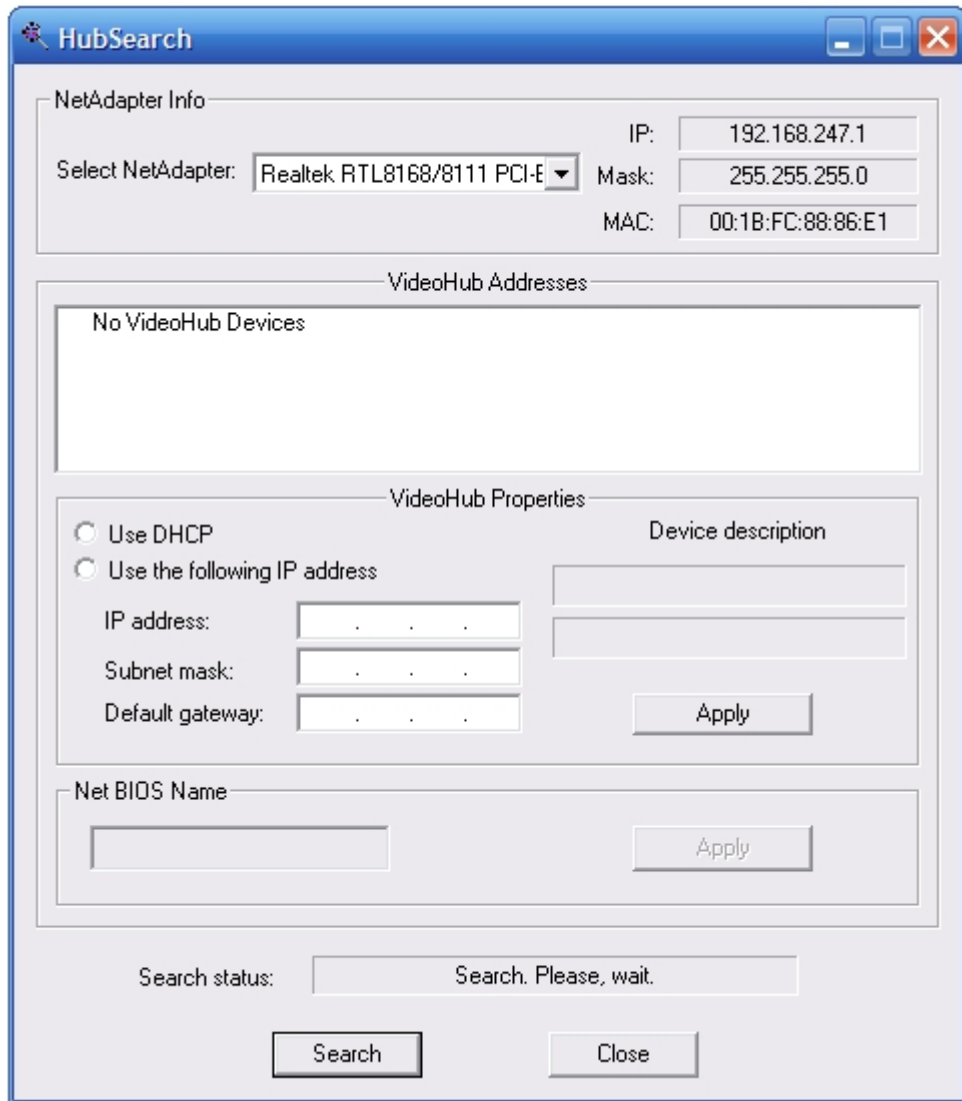 HubSearch
NetAdapter Info
IP: 192.168.247.1
Select NetAdapter: Realtek RTL8168/8111 PCI-E
Mask: 255.255.255.0
MAC: 00:1B:FC:88:86:E1
VideoHub Addresses
No VideoHub Devices
VideoHub Properties
Use DHCP
Device description
Use the following IP address
IP address: . . .
Subnet mask: . . .
Default gateway: . . .
Apply
Net BIOS Name
Apply
Search status: Search. Please, wait.
Search Close